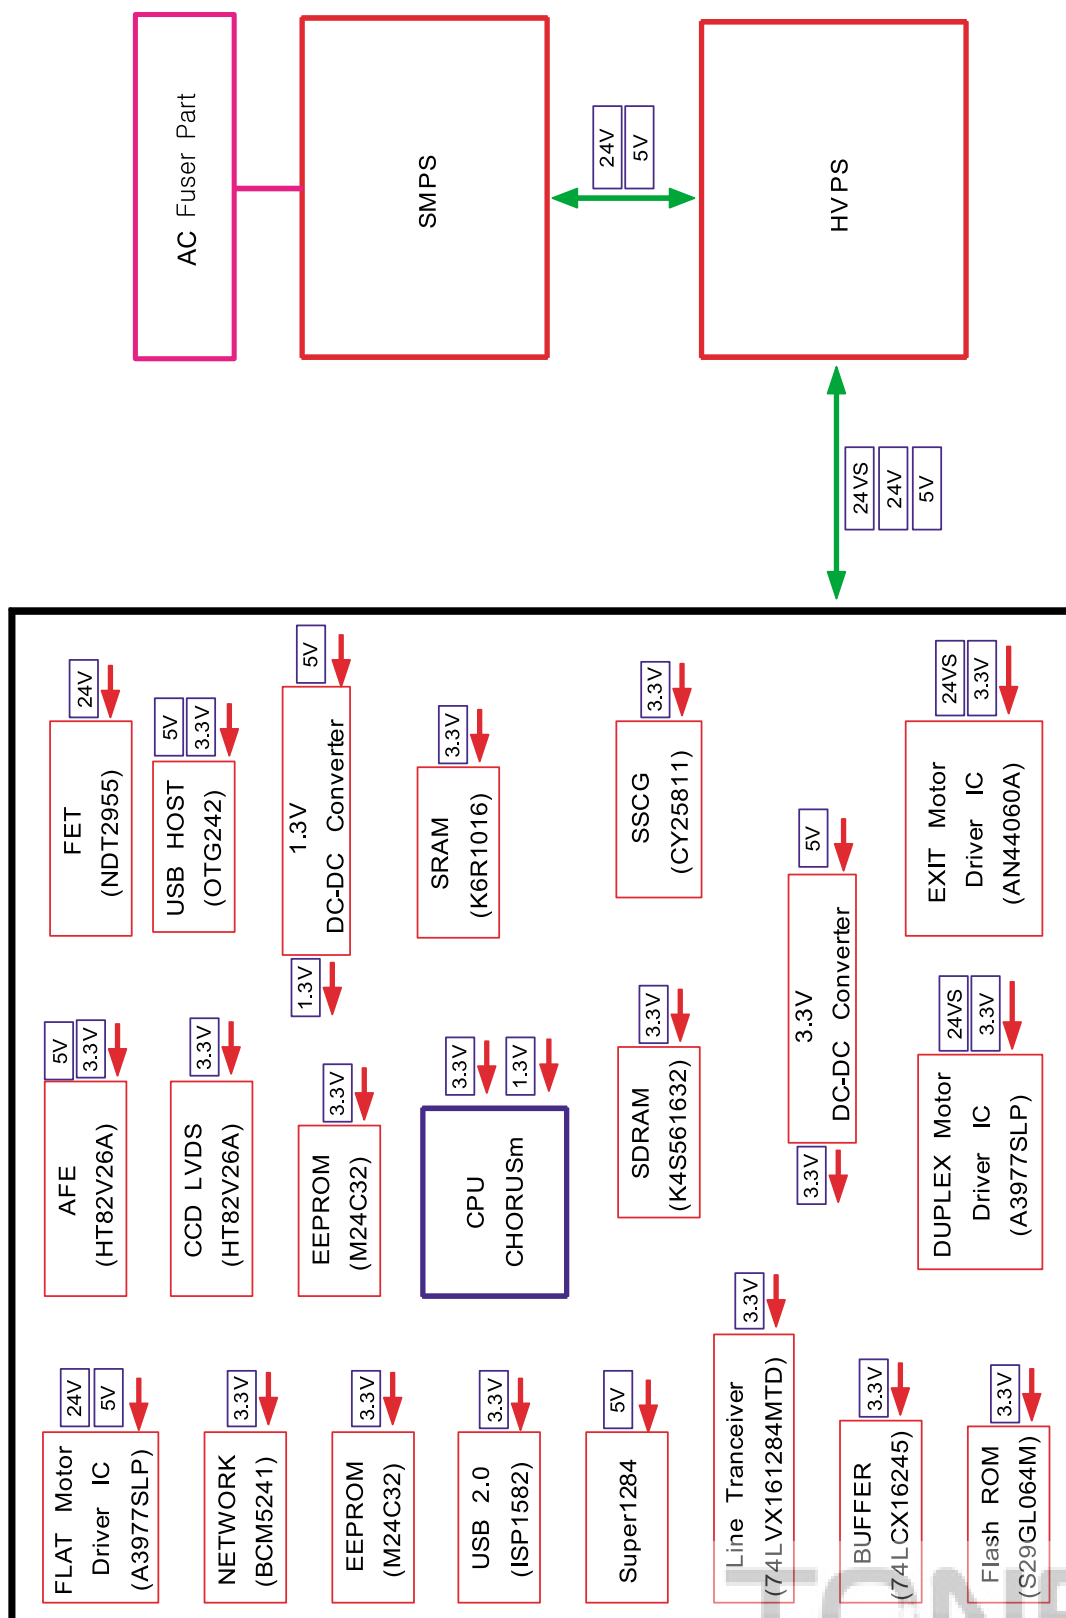 AC Fuser Part
SMPS
24V
5V
HVPS
24VS
24V
5V
24V
FET
(NDT2955)
5V
3.3V
USB HOST
(OTG242)
5V
1.3V
DC-DC Converter
1.3V
3.3V
SRAM
(K6R1016)
3.3V
SSCG
(CY25811)
5V
3.3V
DC-DC Converter
3.3V
24VS
3.3V
EXIT Motor
Driver IC
(AN44060A)
5V
3.3V
AFE
(HT82V26A)
3.3V
CCD LVDS
(HT82V26A)
3.3V
EEPROM
(M24C32)
3.3V
1.3V
CPU
CHORUSm
3.3V
SDRAM
(K4S561632)
24VS
3.3V
DUPLEX Motor
Driver IC
(A3977SLP)
24V
5V
FLAT Motor
Driver IC
(A3977SLP)
3.3V
NETWORK
(BCM5241)
3.3V
EEPROM
(M24C32)
3.3V
USB 2.0
(ISP1582)
5V
Super1284
3.3V
Line Tranceiver
(74LVX161284MTD)
3.3V
BUFFER
(74LCX16245)
3.3V
Flash ROM
(S29GL064M)